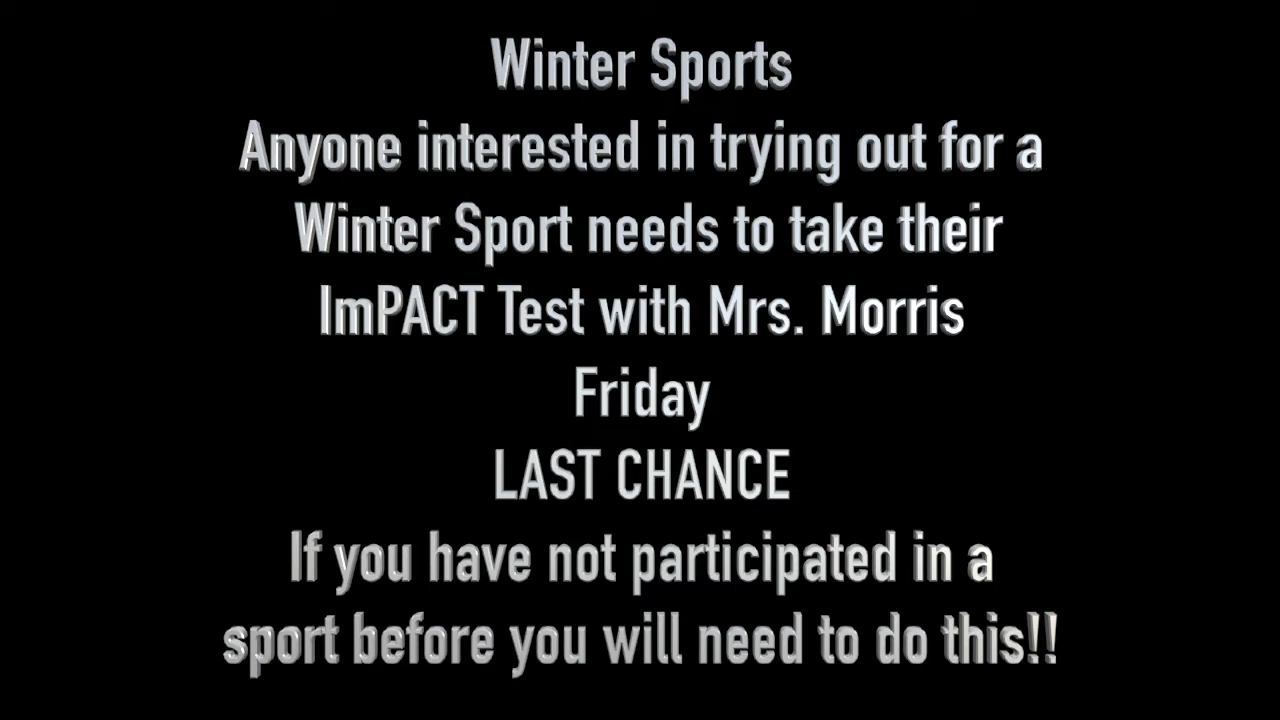 Winter Sports
Anyone interested in trying out for a
Winter Sport needs to take their
ImPACT Test with Mrs. Morris
Friday
LAST CHANCE
If you have not participated in a
sport before you will need to do this!!